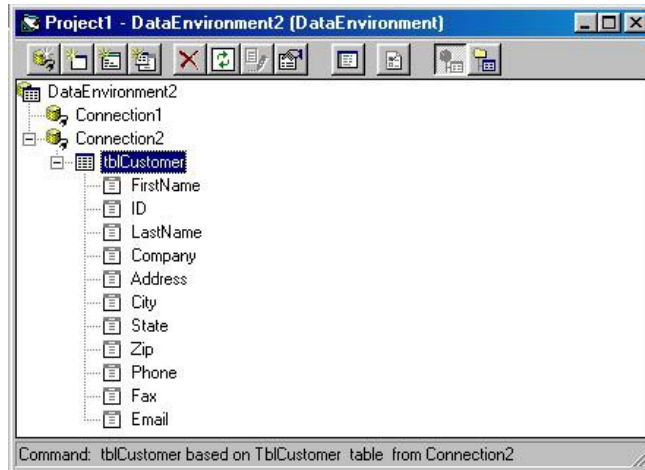 Project1 - DataEnvironment2 (DataEnvironment)
DataEnvironment2
Connection1
Connection2
tblCustomer
FirstName
ID
LastName
Company
Address
City
State
Zip
Phone
Fax
Email
Command: tblCustomer based on TblCustomer table from Connection2